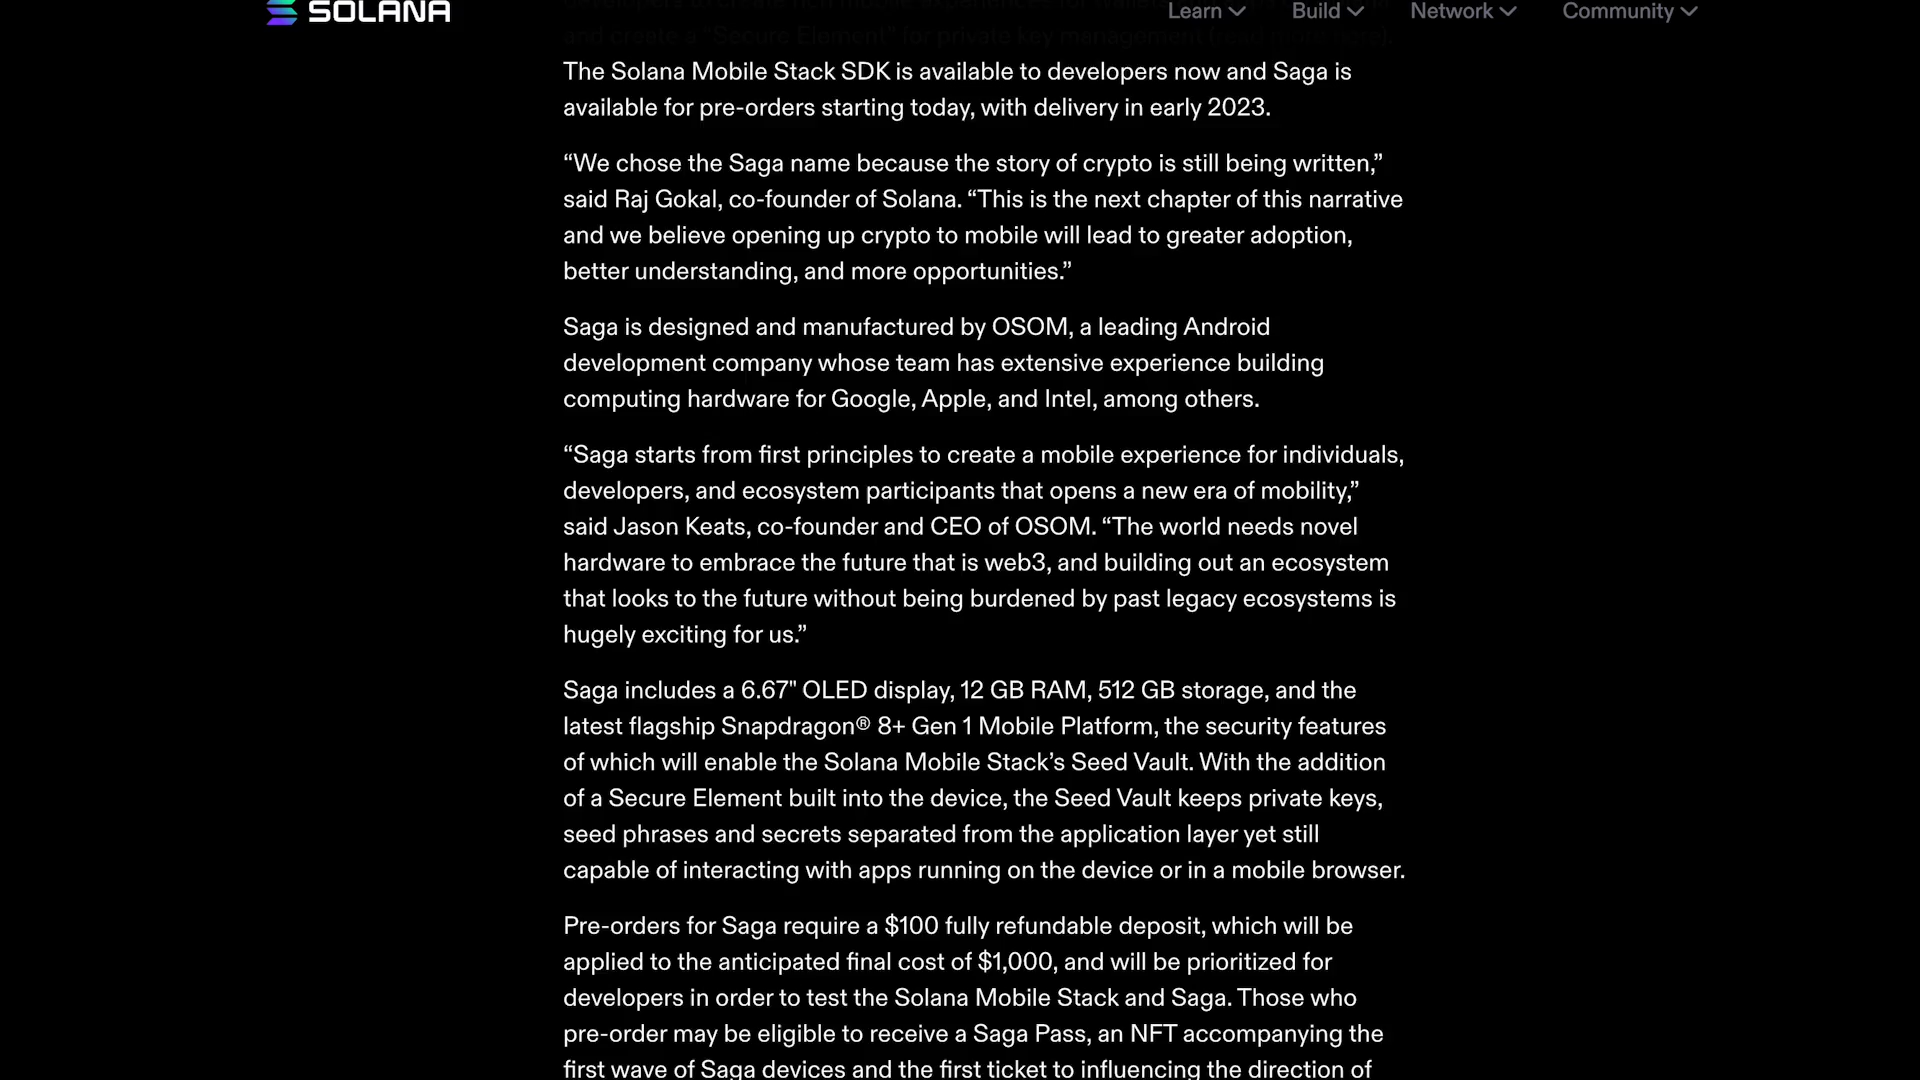 SOLANA
Learn
Build
Network
Community
and create a “Secure Element” for private key management
The Solana Mobile Stack SDK is available to developers now and Saga is
available for pre-orders starting today, with delivery in early 2023.
“We chose the Saga name because the story of crypto is still being written,”
said Raj Gokal, co-founder of Solana. “This is the next chapter of this narrative
and we believe opening up crypto to mobile will lead to greater adoption,
better understanding, and more opportunities.”
Saga is designed and manufactured by OSOM, a leading Android
development company whose team has extensive experience building
computing hardware for Google, Apple, and Intel, among others.
“Saga starts from first principles to create a mobile experience for individuals,
developers, and ecosystem participants that opens a new era of mobility,”
said Jason Keats, co-founder and CEO of OSOM. “The world needs novel
hardware to embrace the future that is web3, and building out an ecosystem
that looks to the future without being burdened by past legacy ecosystems is
hugely exciting for us.”
Saga includes a 6.67" OLED display, 12 GB RAM, 512 GB storage, and the
latest flagship Snapdragon® 8+ Gen 1 Mobile Platform, the security features
of which will enable the Solana Mobile Stack’s Seed Vault. With the addition
of a Secure Element built into the device, the Seed Vault keeps private keys,
seed phrases and secrets separated from the application layer yet still
capable of interacting with apps running on the device or in a mobile browser.
Pre-orders for Saga require a $100 fully refundable deposit, which will be
applied to the anticipated final cost of $1,000, and will be prioritized for
developers in order to test the Solana Mobile Stack and Saga. Those who
pre-order may be eligible to receive a Saga Pass, an NFT accompanying the
first wave of Saga devices and the first ticket to influencing the direction of